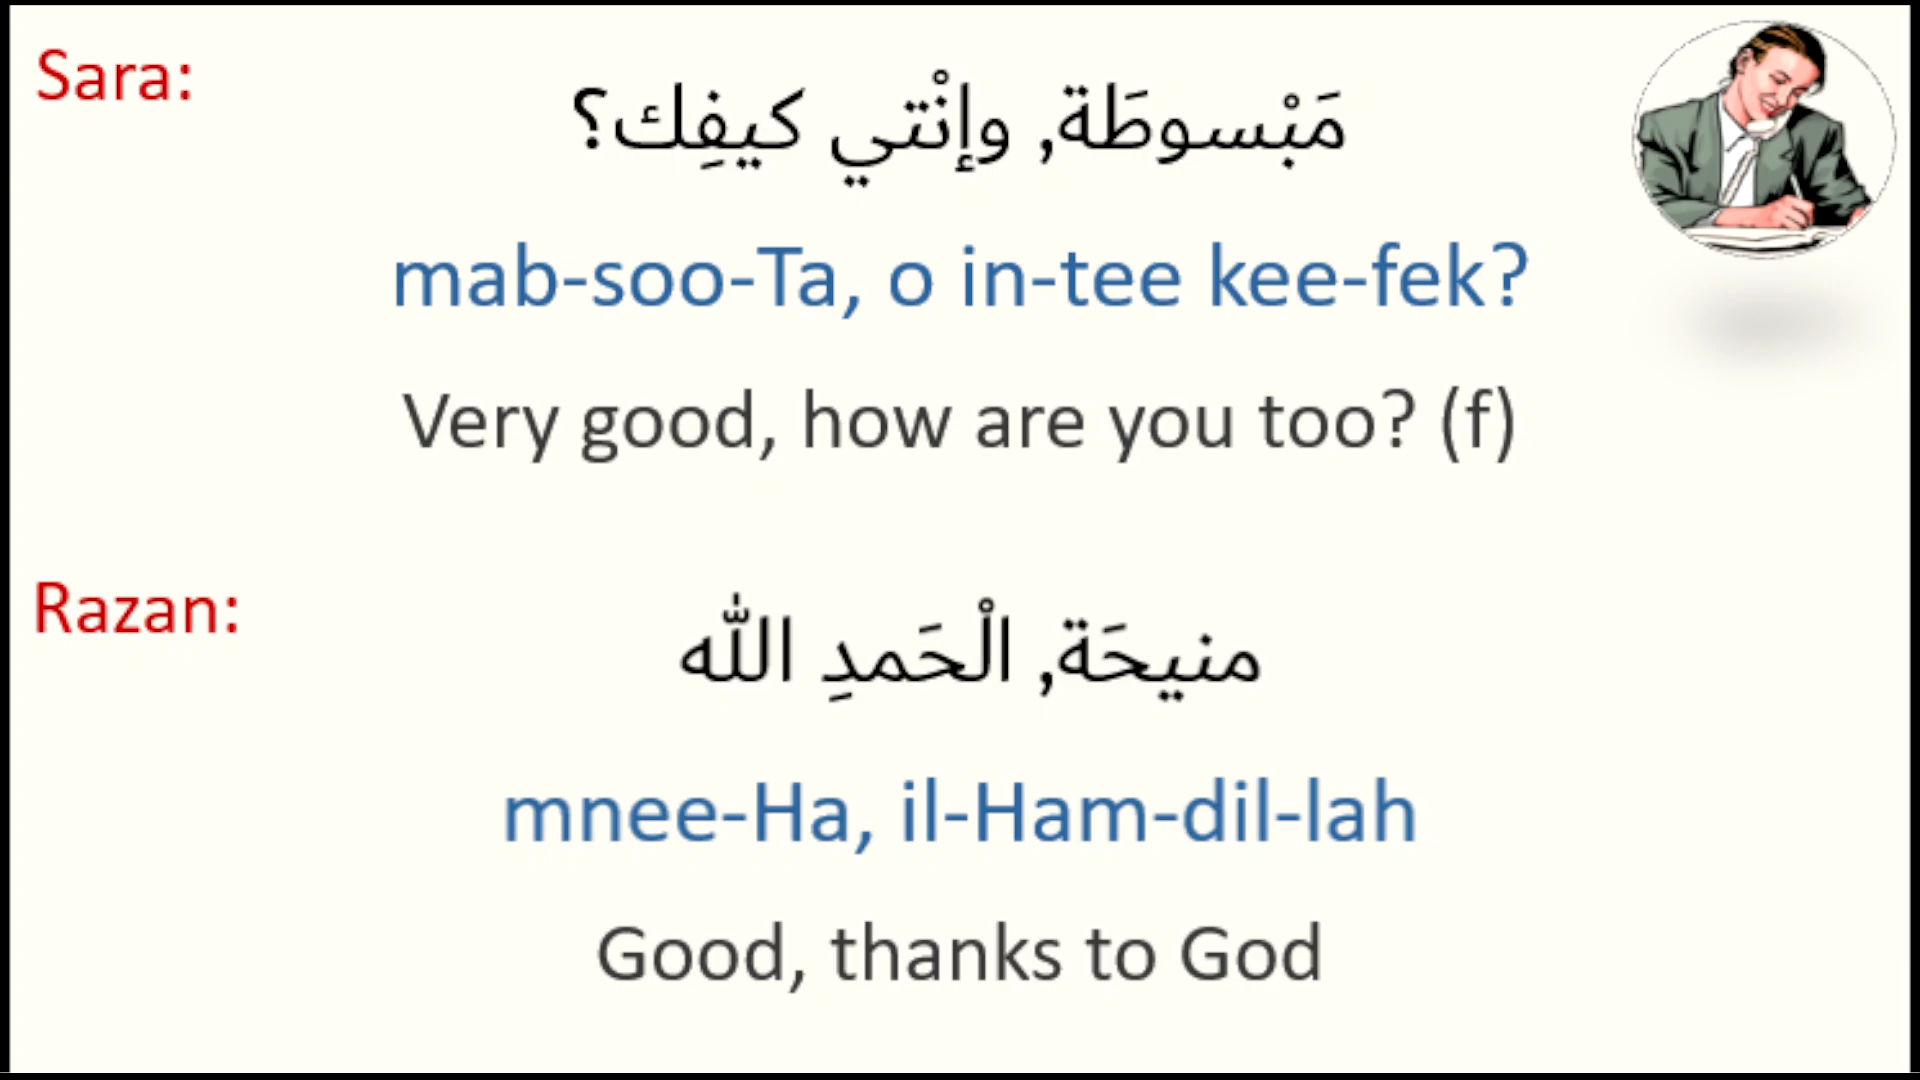 Sara:
مَبْسوطَة, وإنْتي كيفِك؟
mab-soo-Ta, o in-tee kee-fek?
Very good, how are you too? (f)
Razan:
منيحَة, الْحَمدِ الله
mnee-Ha, il-Ham-dil-lah
Good, thanks to God